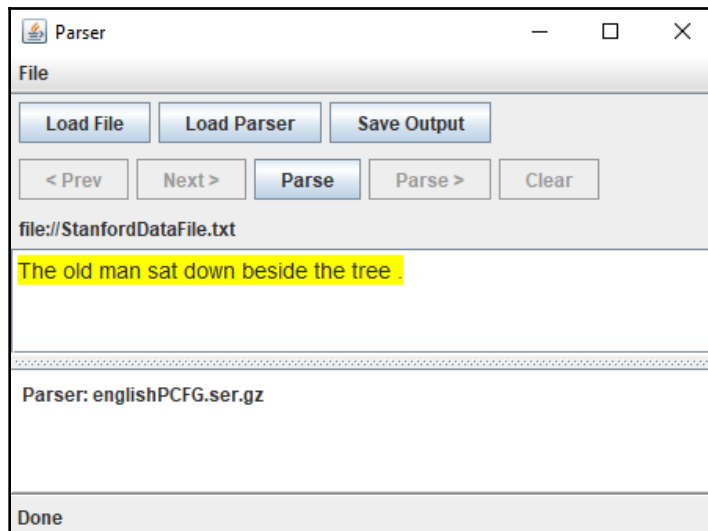 Parser
File
Load File Load Parser Save Output
< Prev Next > Parse Parse > Clear
file://StanfordDataFile.txt
The old man sat down beside the tree .
Parser: englishPCFG.ser.gz
Done